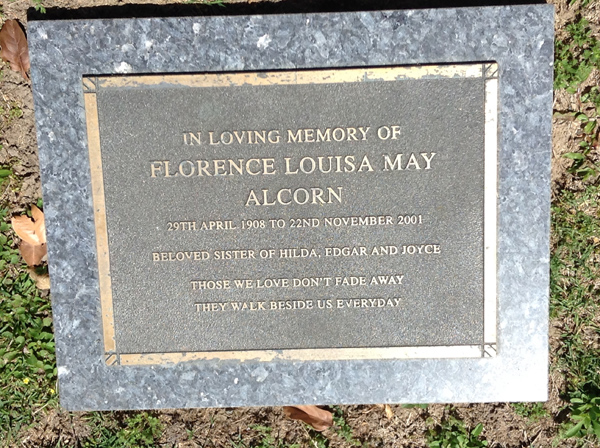 IN LOVING MEMORY OF
FLORENCE LOUISA MAY
ALCORN
29TH APRIL 1908 TO 22ND NOVEMBER 2001
BELOVED SISTER OF HILDA, EDGAR AND JOYCE
THOSE WE LOVE DON'T FADE AWAY
THEY WALK BESIDE US EVERYDAY